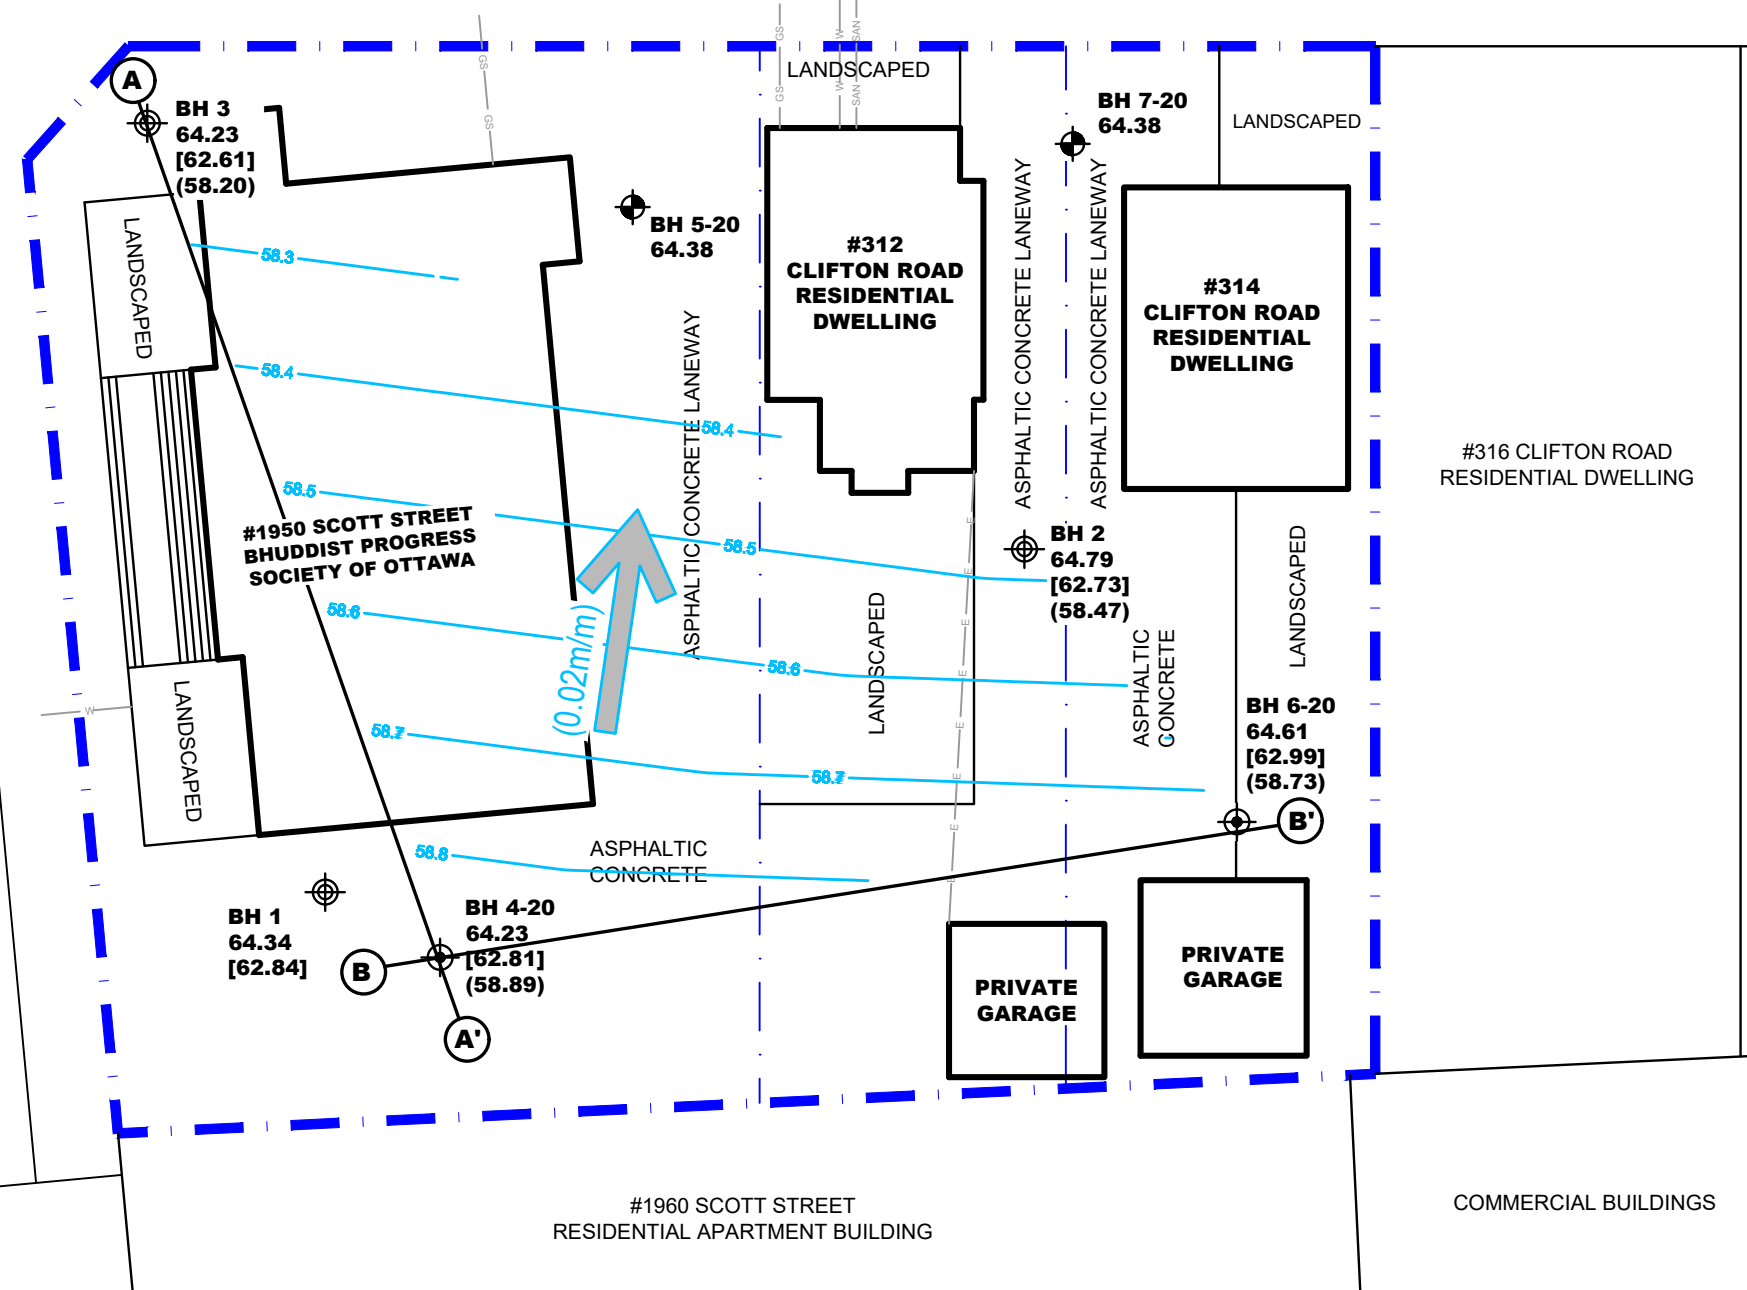 GS
GS
W
SAN
SAN
GS
GS
W
A
BH 3
64.23
[62.61]
(58.20)
LANDSCAPED
BH 7-20
64.38
LANDSCAPED
BH 5-20
64.38
LANDSCAPED
58.3
#312
CLIFTON ROAD
RESIDENTIAL
DWELLING
ASPHALTIC CONCRETE LANEWAY
ASPHALTIC CONCRETE LANEWAY
#314
CLIFTON ROAD
RESIDENTIAL
DWELLING
ASPHALTIC CONCRETE LANEWAY
58.4
58.4
#316 CLIFTON ROAD
RESIDENTIAL DWELLING
58.5
58.5
#1950 SCOTT STREET
BHUDDIST PROGRESS
SOCIETY OF OTTAWA
BH 2
64.79
[62.73]
(58.47)
LANDSCAPED
E
E
E
E
E
E
E
58.6
58.6
(0.02m/m)
LANDSCAPED
ASPHALTIC
CONCRETE
W
LANDSCAPED
58.7
58.7
BH 6-20
64.61
[62.99]
(58.73)
B'
58.8
ASPHALTIC
CONCRETE
BH 1
64.34
[62.84]
B
BH 4-20
64.23
[62.81]
(58.89)
A'
PRIVATE
GARAGE
PRIVATE
GARAGE
#1960 SCOTT STREET
RESIDENTIAL APARTMENT BUILDING
COMMERCIAL BUILDINGS